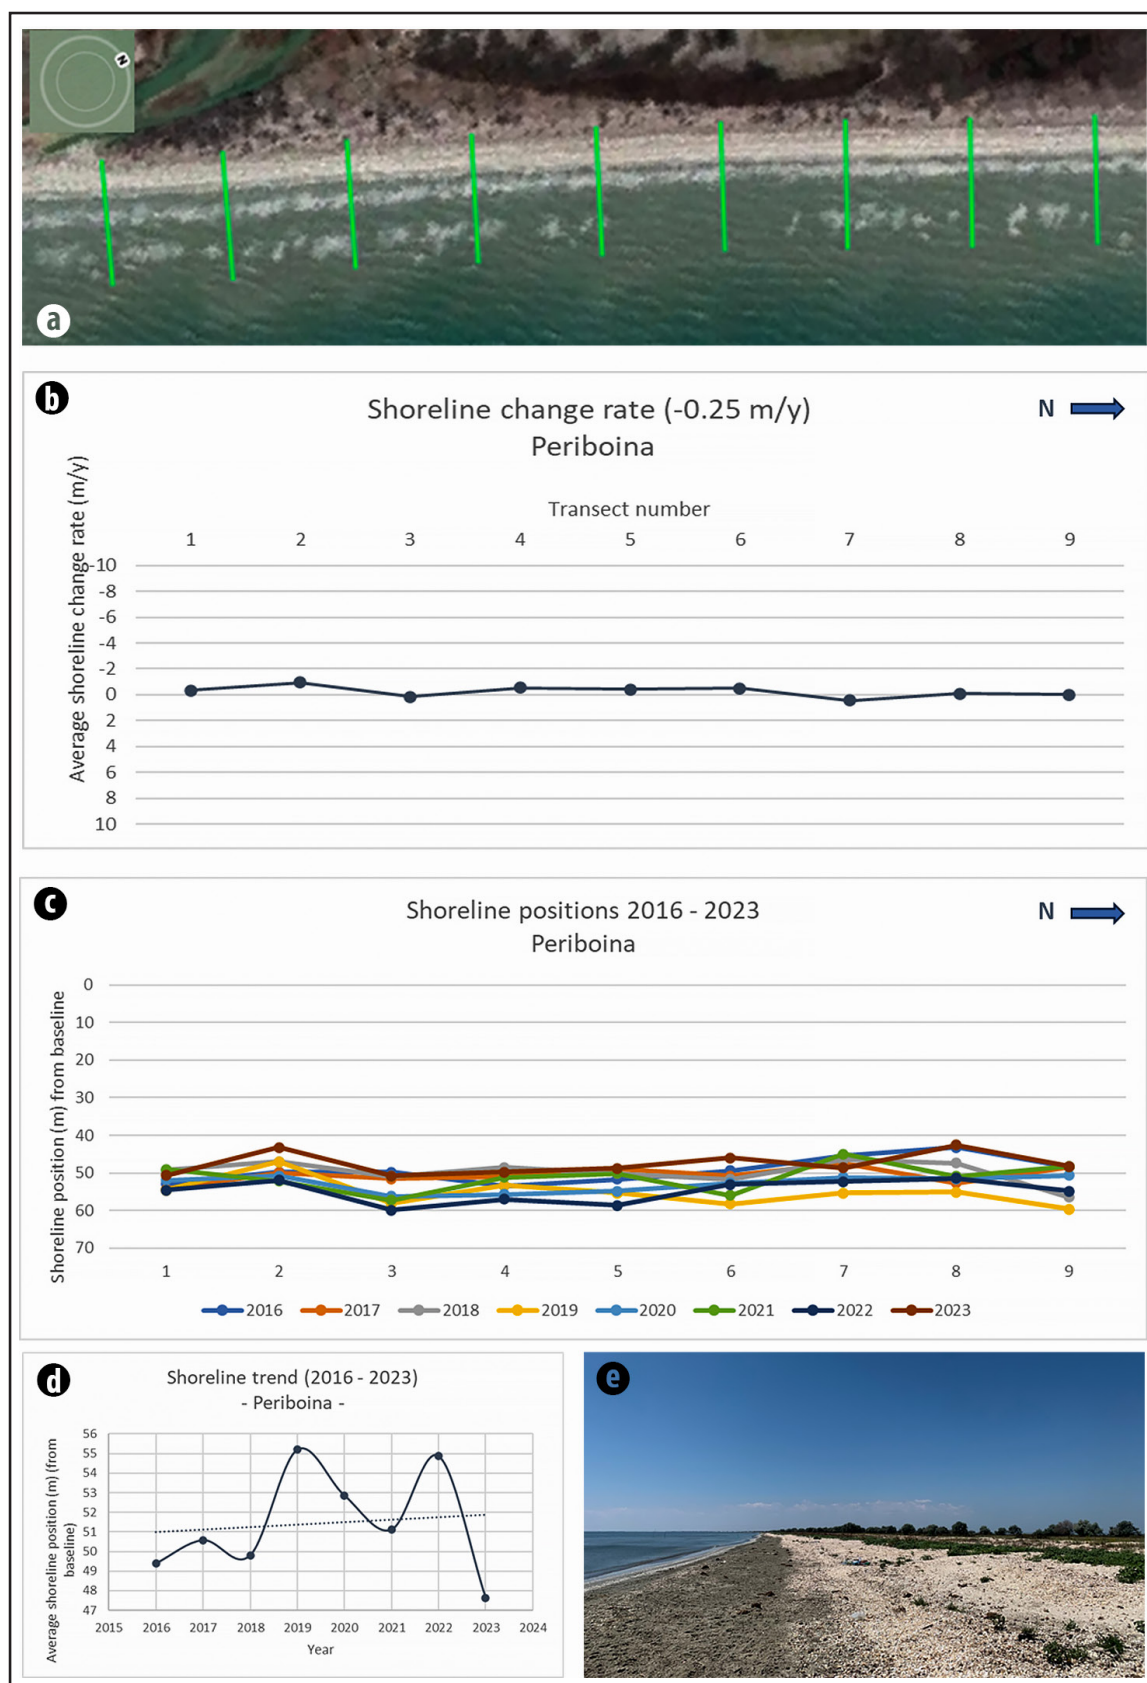 N
a
b
Shoreline change rate (-0.25 m/y)
Periboina
N
Average shoreline change rate (m/y)
Transect number
1 2 3 4 5 6 7 8 9
-10
-8
-6
-4
-2
0
2
4
6
8
10
c
Shoreline positions 2016 - 2023
Periboina
N
Shoreline position (m) from baseline
0
10
20
30
40
50
60
70
1 2 3 4 5 6 7 8 9
2016 2017 2018 2019 2020 2021 2022 2023
d
Shoreline trend (2016 - 2023)
- Periboina -
Average shoreline position (m) (from
baseline)
56
55
54
53
52
51
50
49
48
47
2015 2016 2017 2018 2019 2020 2021 2022 2023 2024
Year
e